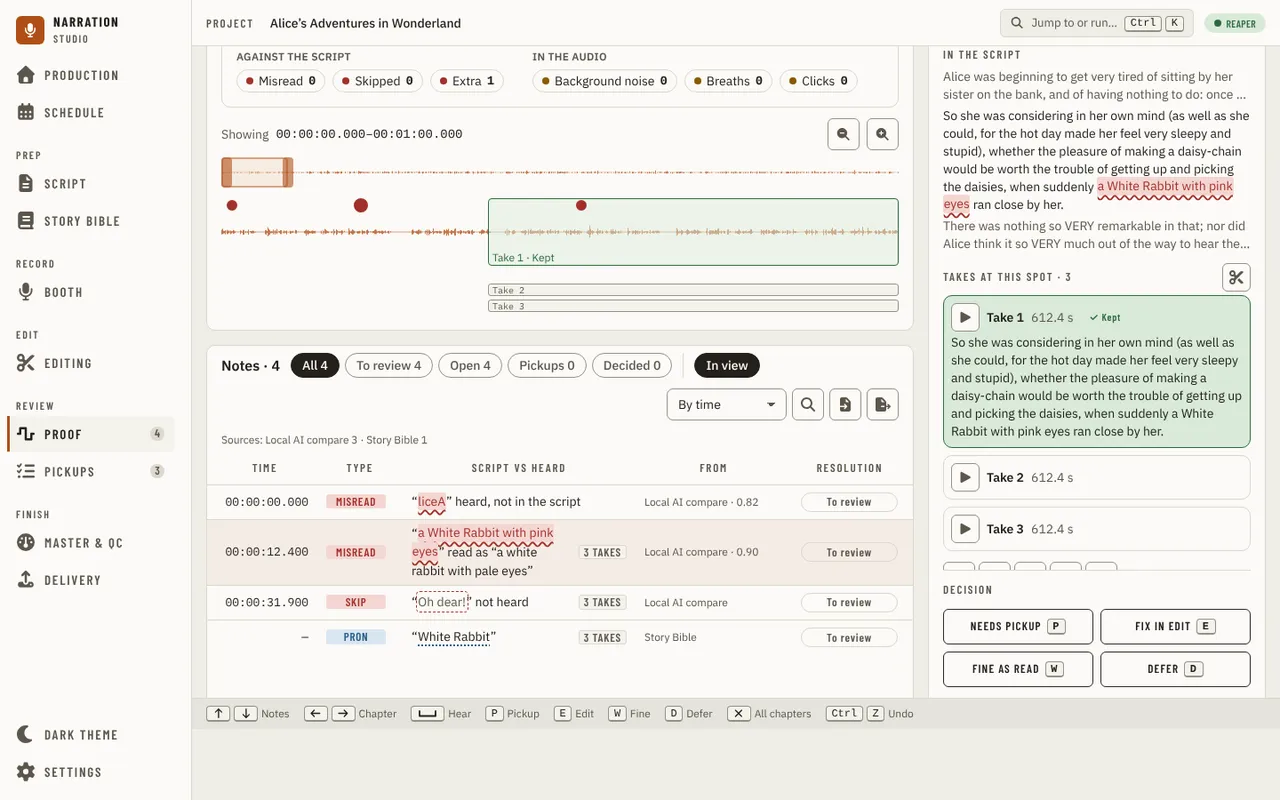 NARRATION
STUDIO
PRODUCTION
SCHEDULE
PREP
SCRIPT
STORY BIBLE
RECORD
BOOTH
EDIT
EDITING
REVIEW
PROOF 4
PICKUPS 3
FINISH
MASTER & QC
DELIVERY
DARK THEME
SETTINGS
PROJECT Alice's Adventures in Wonderland
Jump to or run... Ctrl K
REAPER
AGAINST THE SCRIPT
Misread 0 Skipped 0 Extra 1
IN THE AUDIO
Background noise 0 Breaths 0 Clicks 0
Showing 00:00:00.000–00:01:00.000
Take 1 · Kept
Take 2
Take 3
Notes · 4 All 4 To review 4 Open 4 Pickups 0 Decided 0 In view
By time
Sources: Local AI compare 3 · Story Bible 1
TIME TYPE SCRIPT VS HEARD FROM RESOLUTION
00:00:00.000 MISREAD “liceA” heard, not in the script Local AI compare · 0.82 To review
00:00:12.400 MISREAD “a White Rabbit with pink
eyes” read as “a white
rabbit with pale eyes” 3 TAKES Local AI compare · 0.90 To review
00:00:31.900 SKIP “Oh dear!” not heard 3 TAKES Local AI compare To review
– PRON “White Rabbit” 3 TAKES Story Bible To review
IN THE SCRIPT
Alice was beginning to get very tired of sitting by her
sister on the bank, and of having nothing to do: once ...
So she was considering in her own mind (as well as she
could, for the hot day made her feel very sleepy and
stupid), whether the pleasure of making a daisy-chain
would be worth the trouble of getting up and picking
the daisies, when suddenly a White Rabbit with pink
eyes ran close by her.
There was nothing so VERY remarkable in that; nor did
Alice think it so VERY much out of the way to hear the...
TAKES AT THIS SPOT · 3
Take 1 612.4 s ✓ Kept
So she was considering in her own mind (as well as
she could, for the hot day made her feel very sleepy
and stupid), whether the pleasure of making a
daisy-chain would be worth the trouble of getting up
and picking the daisies, when suddenly a White
Rabbit with pink eyes ran close by her.
Take 2 612.4 s
Take 3 612.4 s
DECISION
NEEDS PICKUP P FIX IN EDIT E
FINE AS READ W DEFER D
↑ ↓ Notes ← → Chapter Hear P Pickup E Edit W Fine D Defer ✕ All chapters Ctrl Z Undo